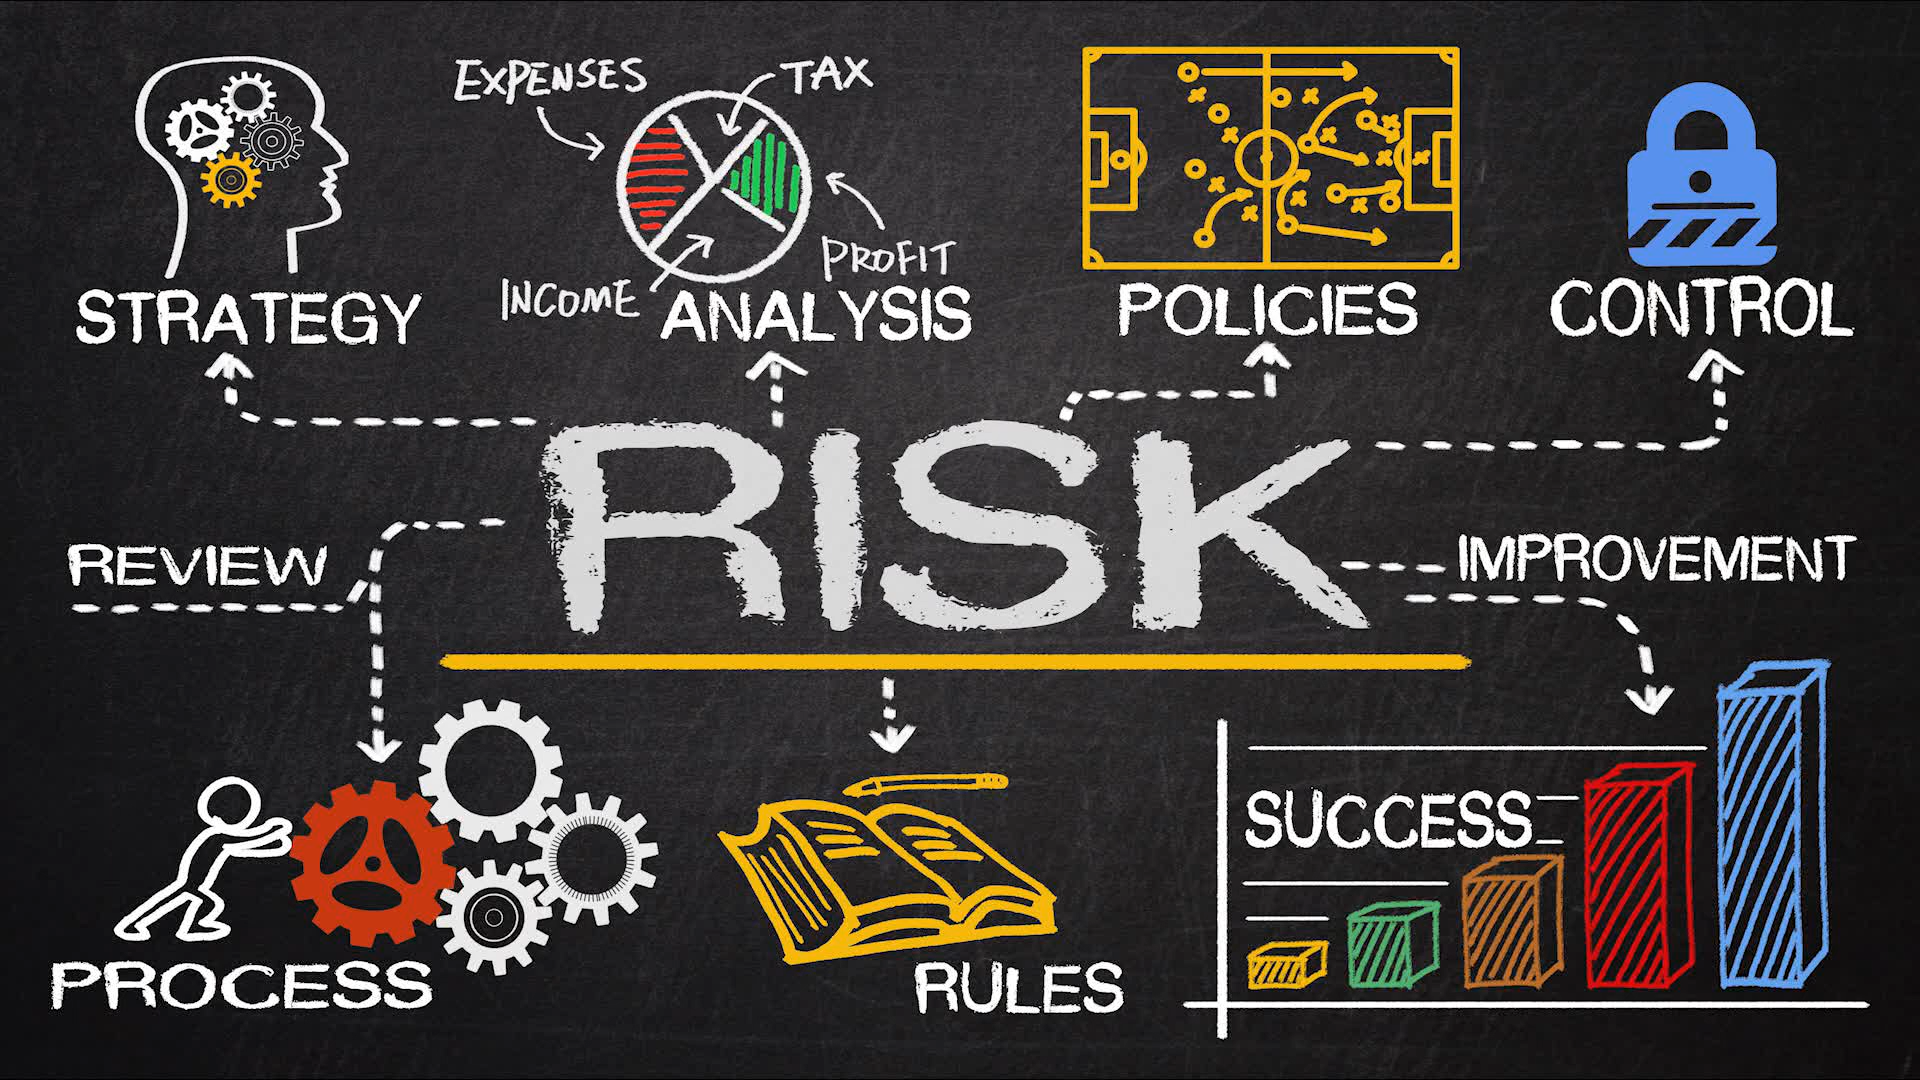 EXPENSES
TAX
PROFIT
INCOME
STRATEGY
ANALYSIS
POLICIES
CONTROL
RISK
REVIEW
IMPROVEMENT
SUCCESS
PROCESS
RULES